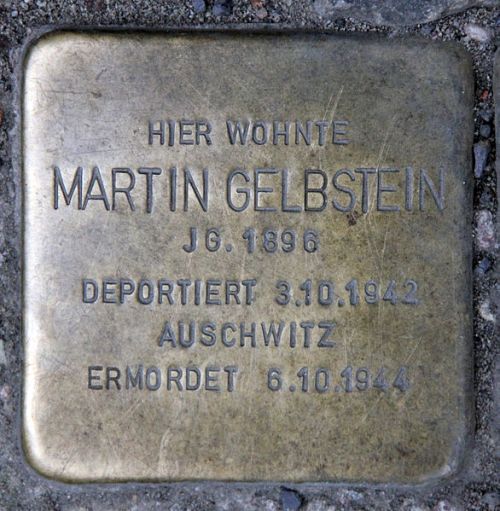 HIER WOHNTE
MARTIN GELBSTEIN
JG. 1896
DEPORTIERT 3.10.1942
AUSCHWITZ
ERMORDET 6.10.1944